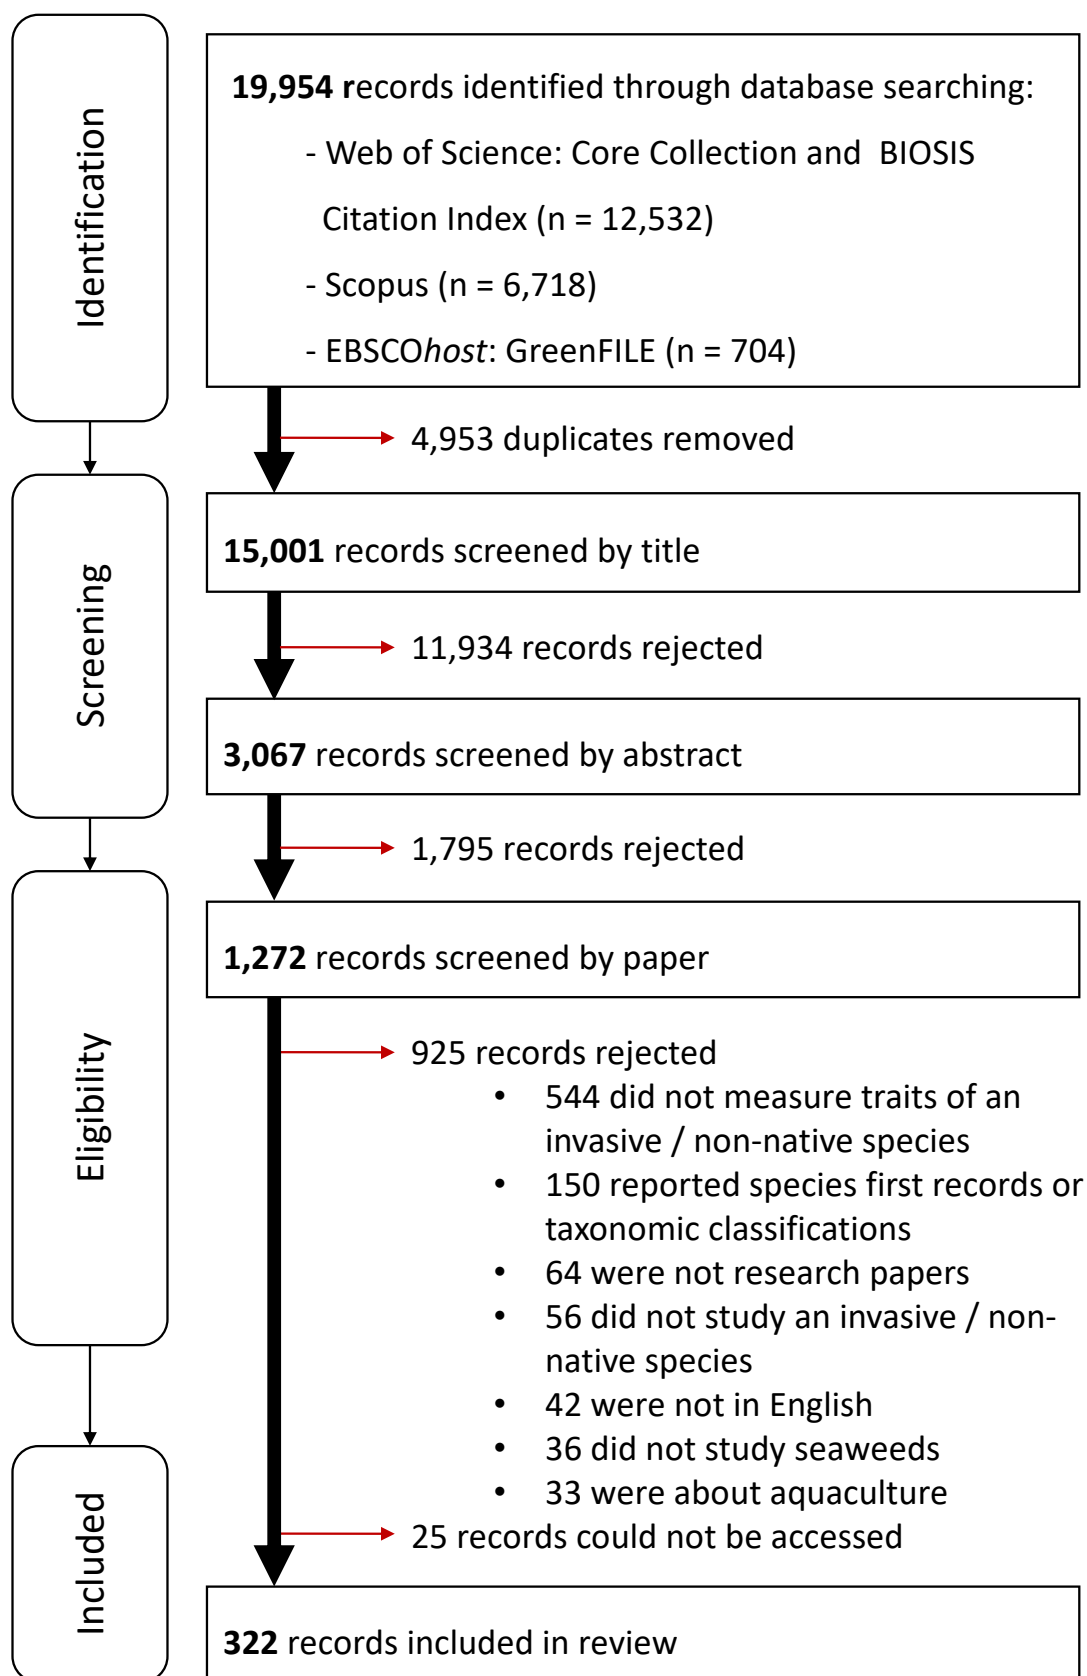 Identification
19,954 records identified through database searching:
- Web of Science: Core Collection and BIOSIS
Citation Index (n = 12,532)
- Scopus (n = 6,718)
- EBSCOhost: GreenFILE (n = 704)
4,953 duplicates removed
Screening
15,001 records screened by title
11,934 records rejected
3,067 records screened by abstract
1,795 records rejected
Eligibility
1,272 records screened by paper
925 records rejected
• 544 did not measure traits of an
invasive / non-native species
• 150 reported species first records or
taxonomic classifications
• 64 were not research papers
• 56 did not study an invasive / non-
native species
• 42 were not in English
• 36 did not study seaweeds
• 33 were about aquaculture
25 records could not be accessed
Included
322 records included in review